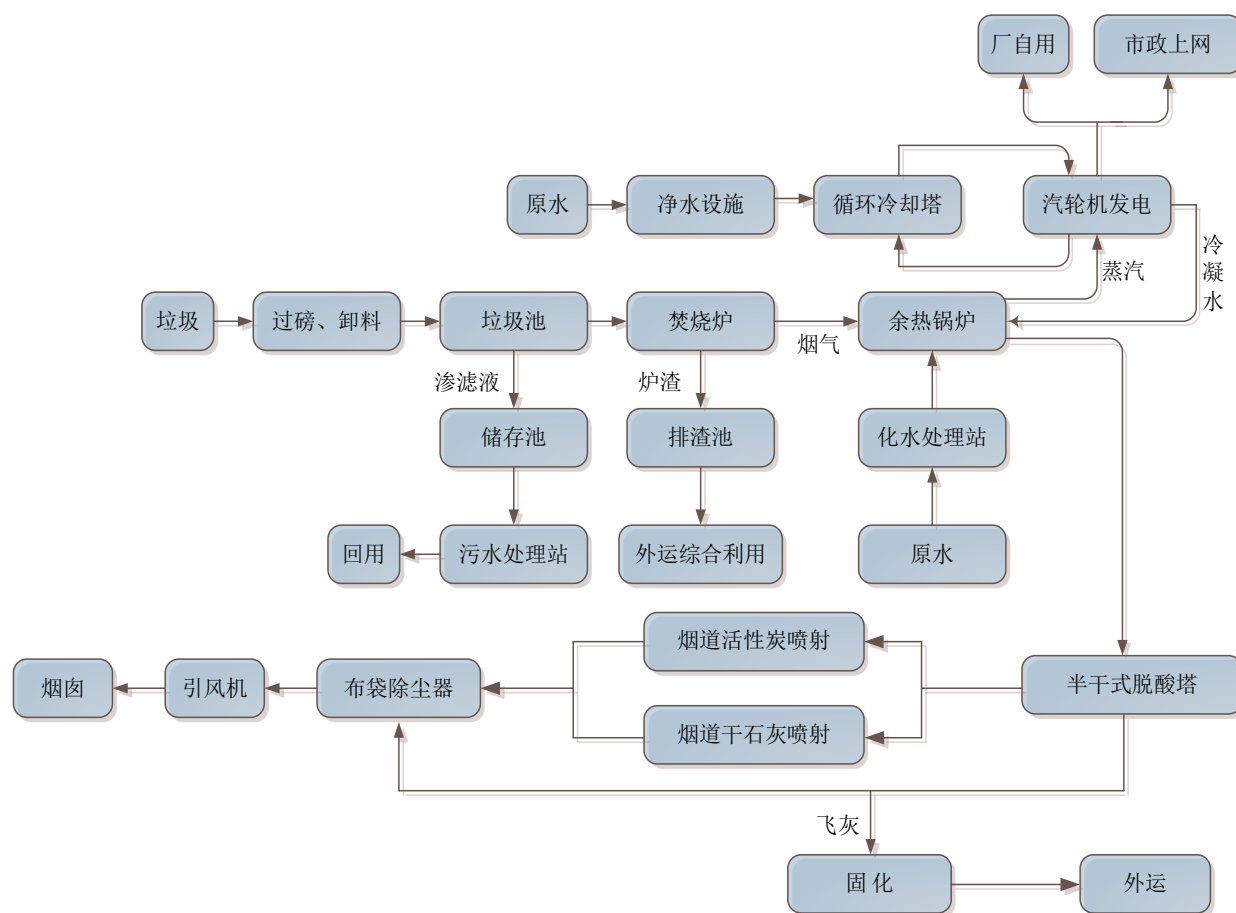 厂自用
市政上网
原水
净水设施
循环冷却塔
汽轮机发电
冷凝水
蒸汽
垃圾
过磅、卸料
垃圾池
焚烧炉
烟气
余热锅炉
渗滤液
炉渣
储存池
排渣池
化水处理站
回用
污水处理站
外运综合利用
原水
烟道活性炭喷射
烟囱
引风机
布袋除尘器
半干式脱酸塔
烟道干石灰喷射
飞灰
固化
外运